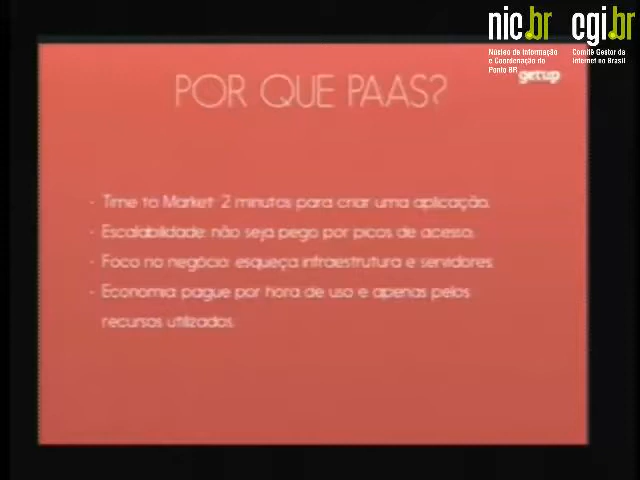 nic.br cgi.br
Núcleo de Informação
e Coordenação do
Ponto BR
Comitê Gestor da
Internet no Brasil
getup
POR QUE PAAS?
- Time to Market: 2 minutos para criar uma aplicação.
- Escalabilidade: não seja pego por picos de acesso.
- Foco no negócio: esqueça infraestrutura e servidores.
- Economia: pague por hora de uso e apenas pelos
recursos utilizados.